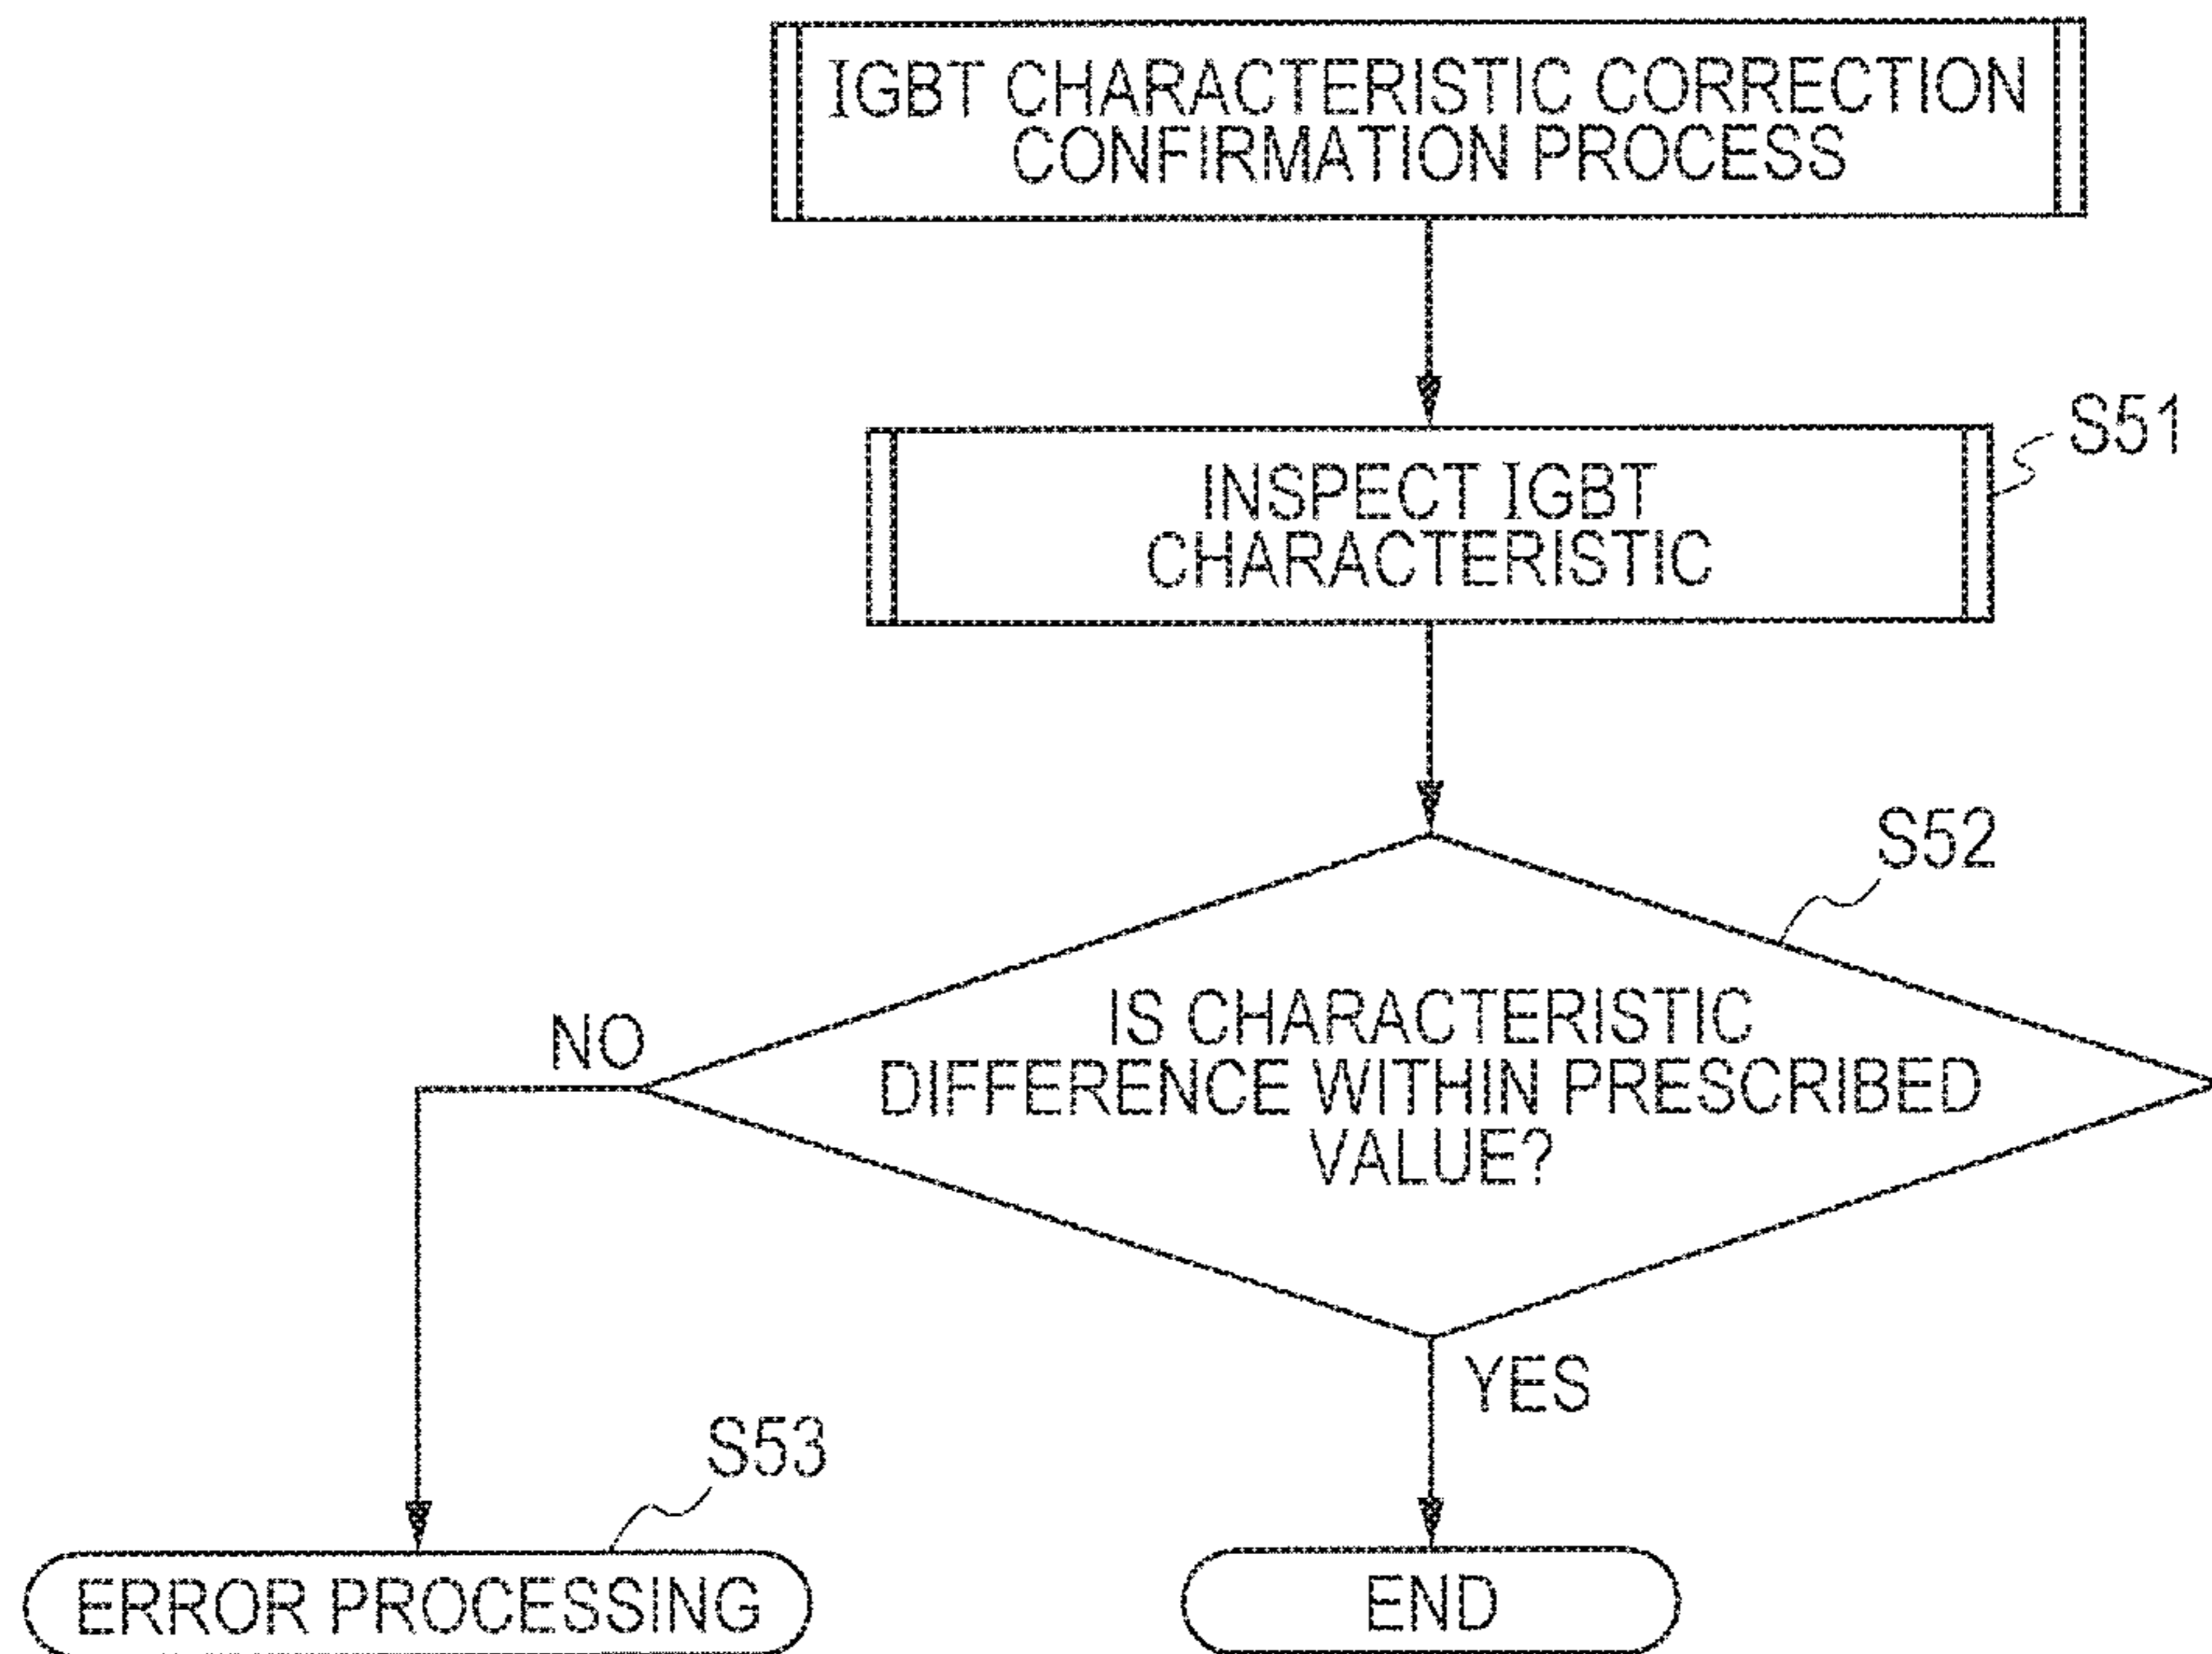 IGBT CHARACTERISTIC CORRECTION
CONFIRMATION PROCESS
S51
INSPECT IGBT
CHARACTERISTIC
S52
IS CHARACTERISTIC
DIFFERENCE WITHIN PRESCRIBED
VALUE?
NO
YES
S53
ERROR PROCESSING
END